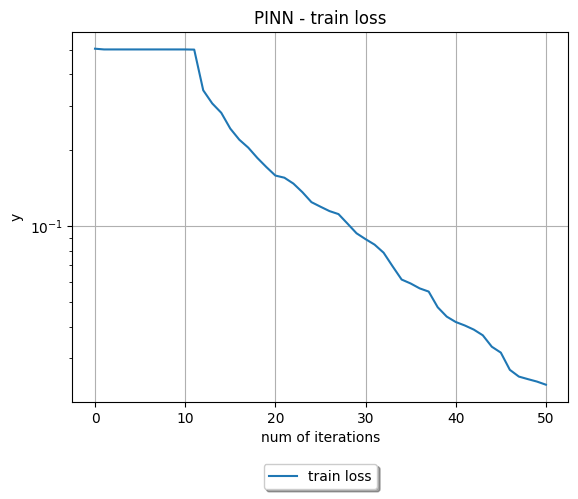 PINN - train loss
y
10⁻¹
0 10 20 30 40 50
num of iterations
train loss